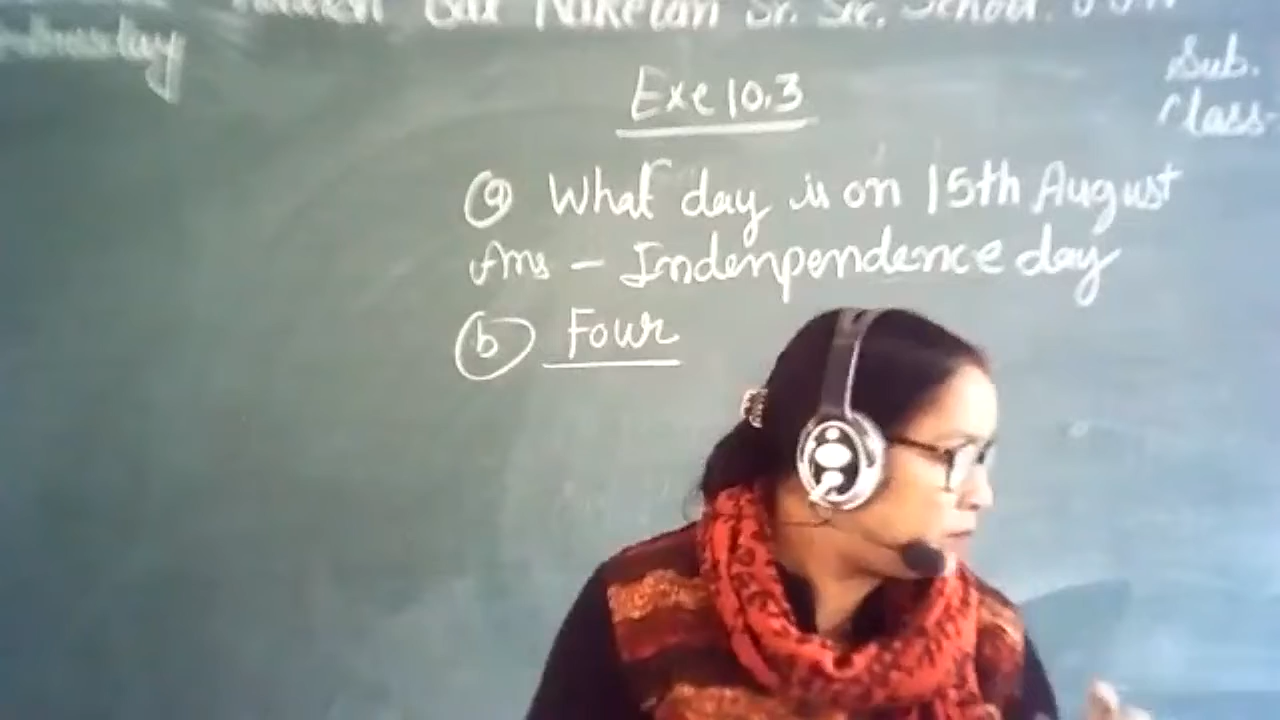 Bal Niketan Sr. Sec. School
Sub.
Class-
Exe 10.3
(a) What day is on 15th August
Ans - Indenpendence day
(b) Four